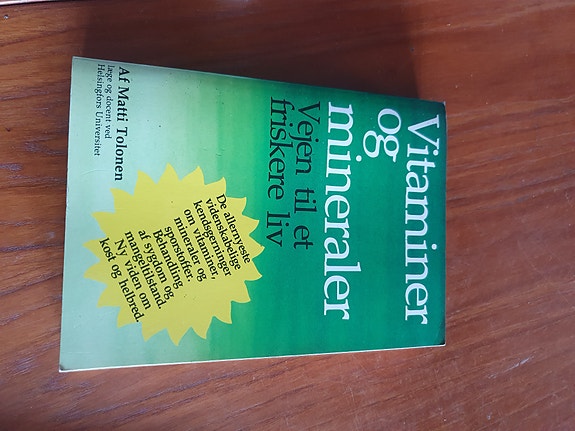 Vitaminer
og
mineraler
Vejen til et
friskere liv
De allernyeste
videnskabelige
kendsgerninger
om vitaminer,
mineraler og
sporstoffer.
Behandling
af sygdom og
mangeltilstand.
Ny viden om
kost og helbred.
Af Matti Tolonen
læge og docent ved
Helsingfors Universitet